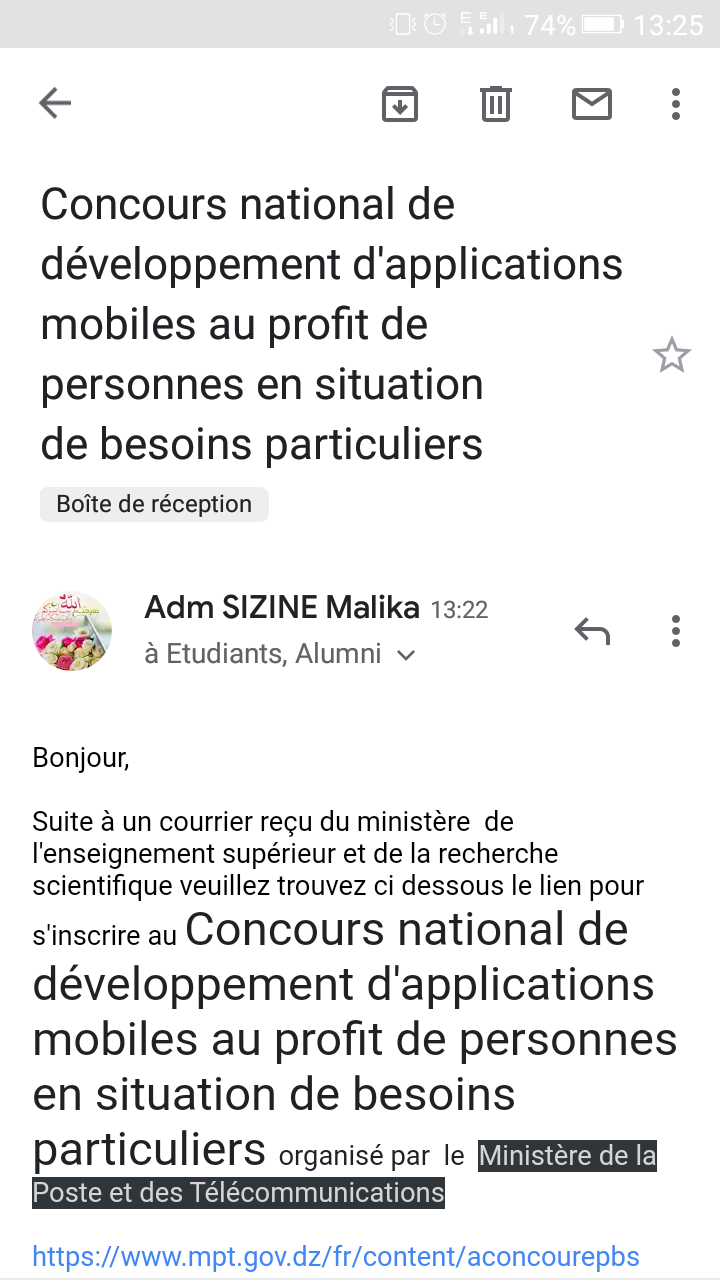 74% 13:25
Concours national de
développement d'applications
mobiles au profit de
personnes en situation
de besoins particuliers
Boîte de réception
Adm SIZINE Malika 13:22
à Etudiants, Alumni
Bonjour,
Suite à un courrier reçu du ministère de
l'enseignement supérieur et de la recherche
scientifique veuillez trouvez ci dessous le lien pour
s'inscrire au Concours national de
développement d'applications
mobiles au profit de personnes
en situation de besoins
particuliers organisé par le Ministère de la
Poste et des Télécommunications
https://www.mpt.gov.dz/fr/content/aconcourepbs